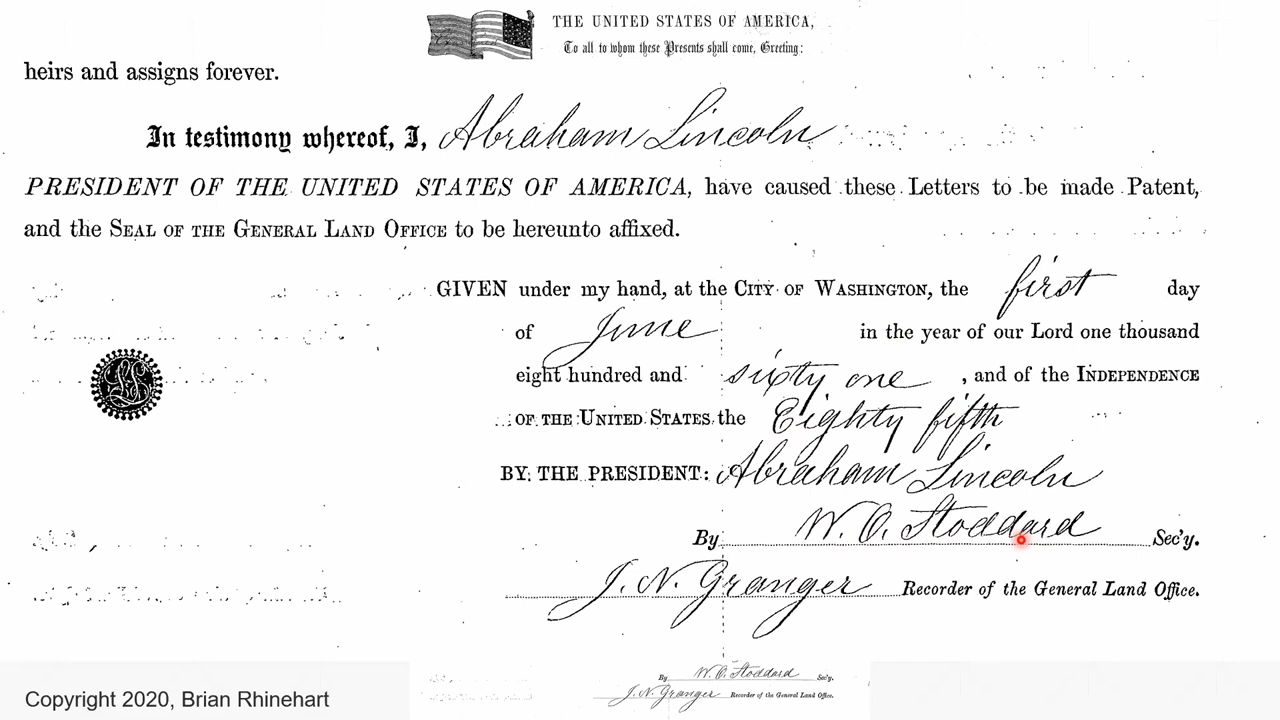 THE UNITED STATES OF AMERICA,
To all to whom these Presents shall come, Greeting:
heirs and assigns forever.
In testimony whereof, I, Abraham Lincoln
PRESIDENT OF THE UNITED STATES OF AMERICA, have caused these Letters to be made Patent,
and the SEAL OF THE GENERAL LAND OFFICE to be hereunto affixed.
GIVEN under my hand, at the CITY OF WASHINGTON, the first day
of June in the year of our Lord one thousand
eight hundred and sixty one, and of the INDEPENDENCE
OF THE UNITED STATES the Eighty fifth
BY THE PRESIDENT: Abraham Lincoln
By W. O. Stoddard Sec'y.
J. N. Granger Recorder of the General Land Office.
LS
By W. O. Stoddard Sec'y.
J. N. Granger Recorder of the General Land Office.
Copyright 2020, Brian Rhinehart